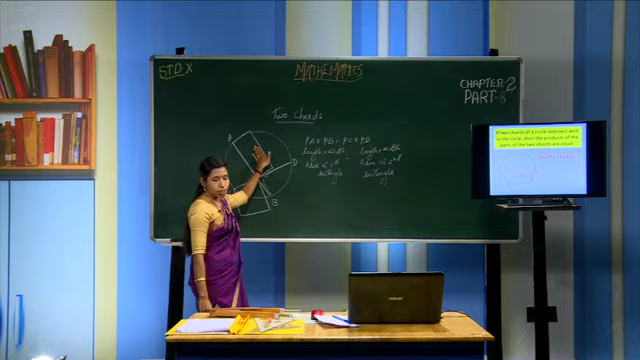 STD X
MATHEMATICS
CHAPTER-2
PART-8
Two Chords
A
D
B
PA × PB = PC × PD
length × width length × width
Area of 1st Area of 2nd
rectangle rectangle
If two chords of a circle intersect with
in the circle, then the products of the
parts of the two chords are equal.
ASUS